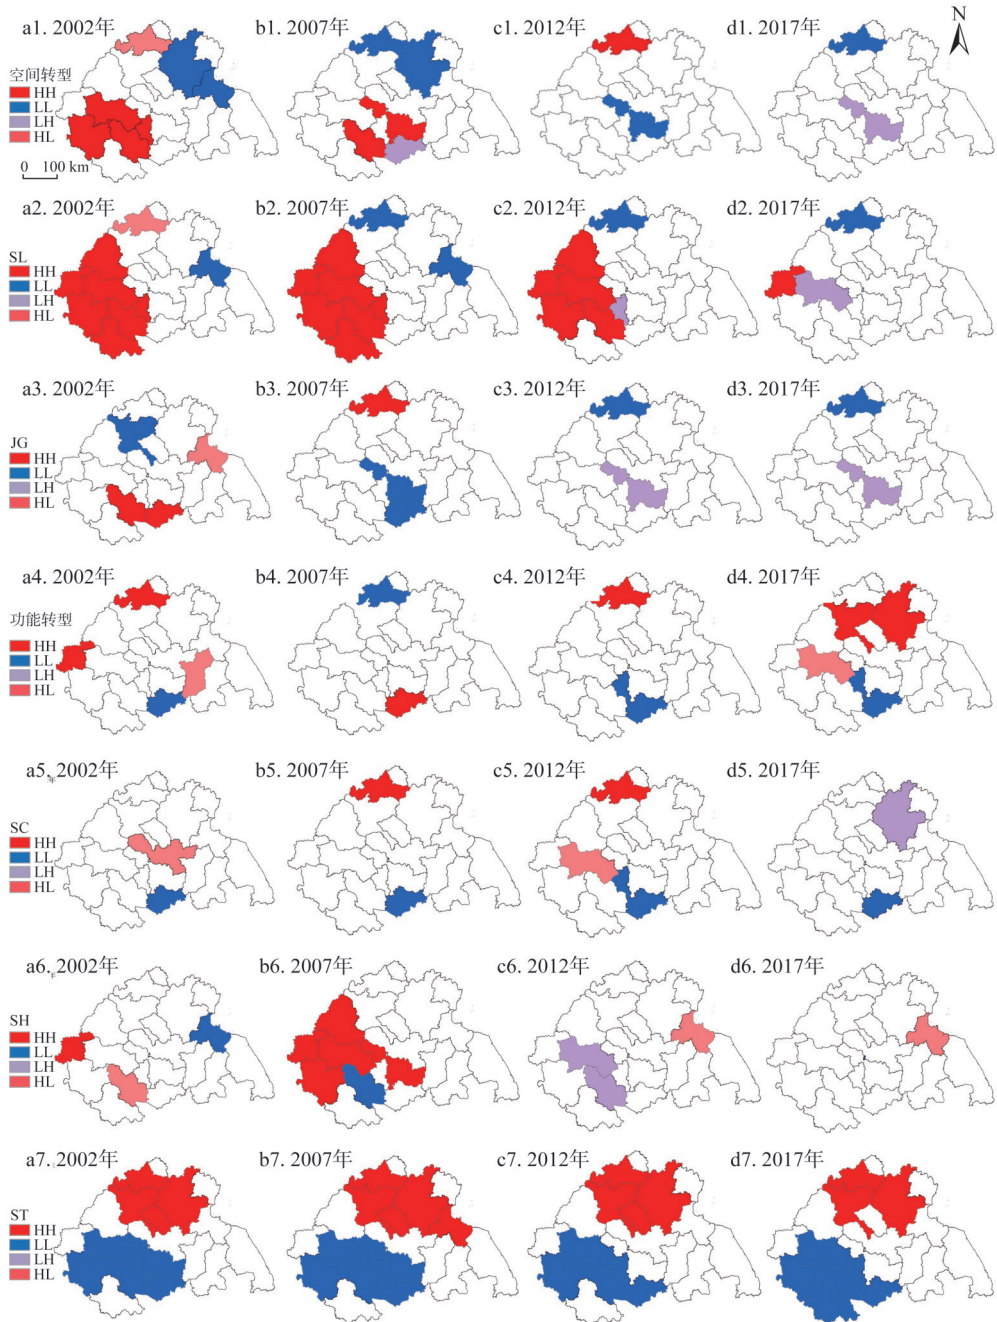 a1. 2002年 b1. 2007年 c1. 2012年 d1. 2017年 N
空间转型
HH
LL
LH
HL
0 100 km
a2. 2002年 b2. 2007年 c2. 2012年 d2. 2017年
SL
HH
LL
LH
HL
a3. 2002年 b3. 2007年 c3. 2012年 d3. 2017年
JG
HH
LL
LH
HL
a4. 2002年 b4. 2007年 c4. 2012年 d4. 2017年
功能转型
HH
LL
LH
HL
a5. 2002年 b5. 2007年 c5. 2012年 d5. 2017年
SC
HH
LL
LH
HL
a6. 2002年 b6. 2007年 c6. 2012年 d6. 2017年
SH
HH
LL
LH
HL
a7. 2002年 b7. 2007年 c7. 2012年 d7. 2017年
ST
HH
LL
LH
HL